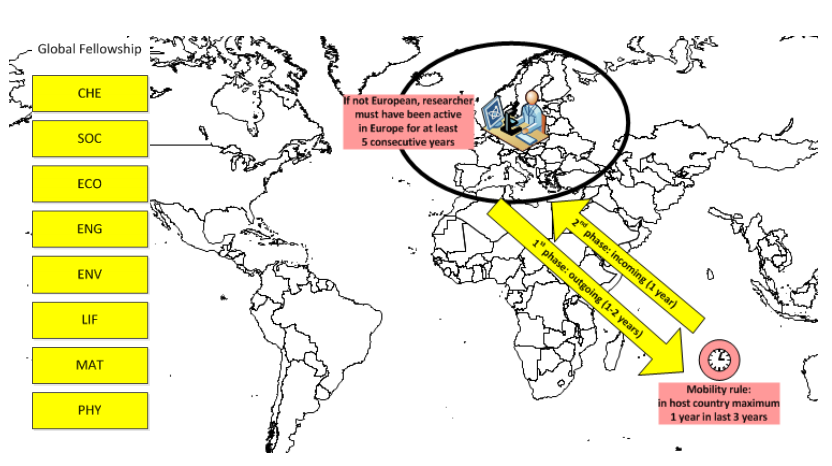 Global Fellowship
CHE
SOC
ECO
ENG
ENV
LIF
MAT
PHY
If not European, researcher
must have been active
in Europe for at least
5 consecutive years
2nd phase: incoming (1 year)
1st phase: outgoing (1-2 years)
Mobility rule:
in host country maximum
1 year in last 3 years